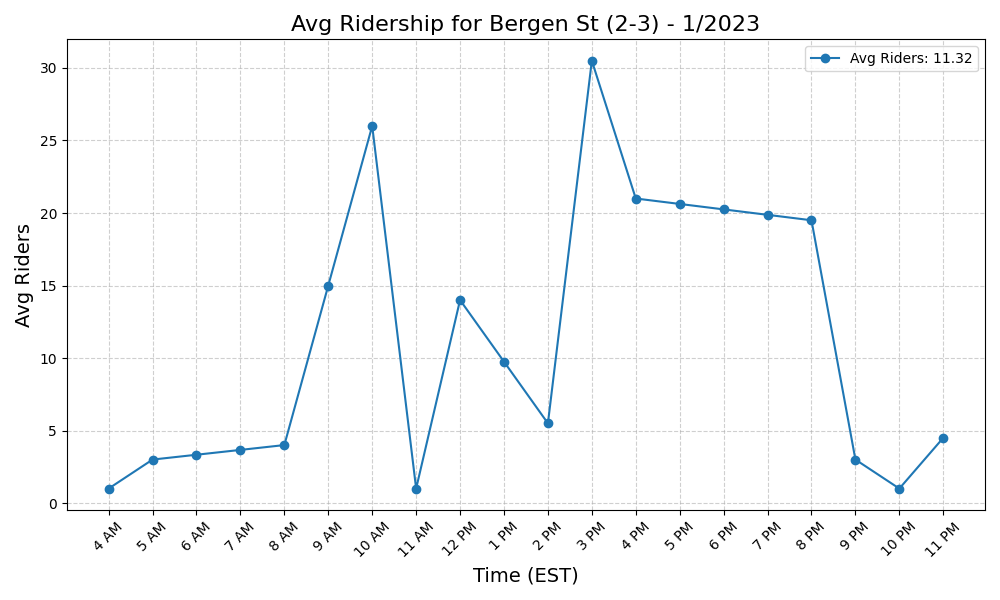 Avg Ridership for Bergen St (2-3) - 1/2023
Avg Riders: 11.32
Avg Riders
30
25
20
15
10
5
0
4 AM
5 AM
6 AM
7 AM
8 AM
9 AM
10 AM
11 AM
12 PM
1 PM
2 PM
3 PM
4 PM
5 PM
6 PM
7 PM
8 PM
9 PM
10 PM
11 PM
Time (EST)